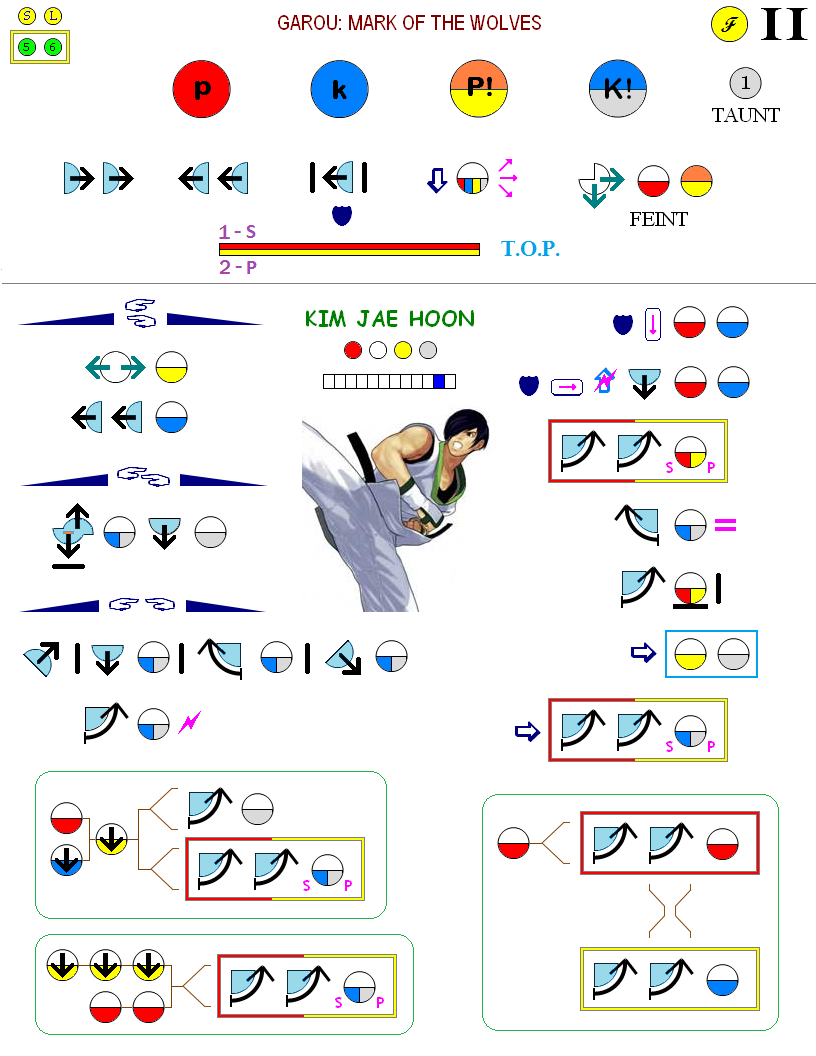 S L
GAROU: MARK OF THE WOLVES
F II
5 6
p k P! K! 1
TAUNT
FEINT
1-S
T.O.P.
2-P
KIM JAE HOON
S P
S P
S P
S P